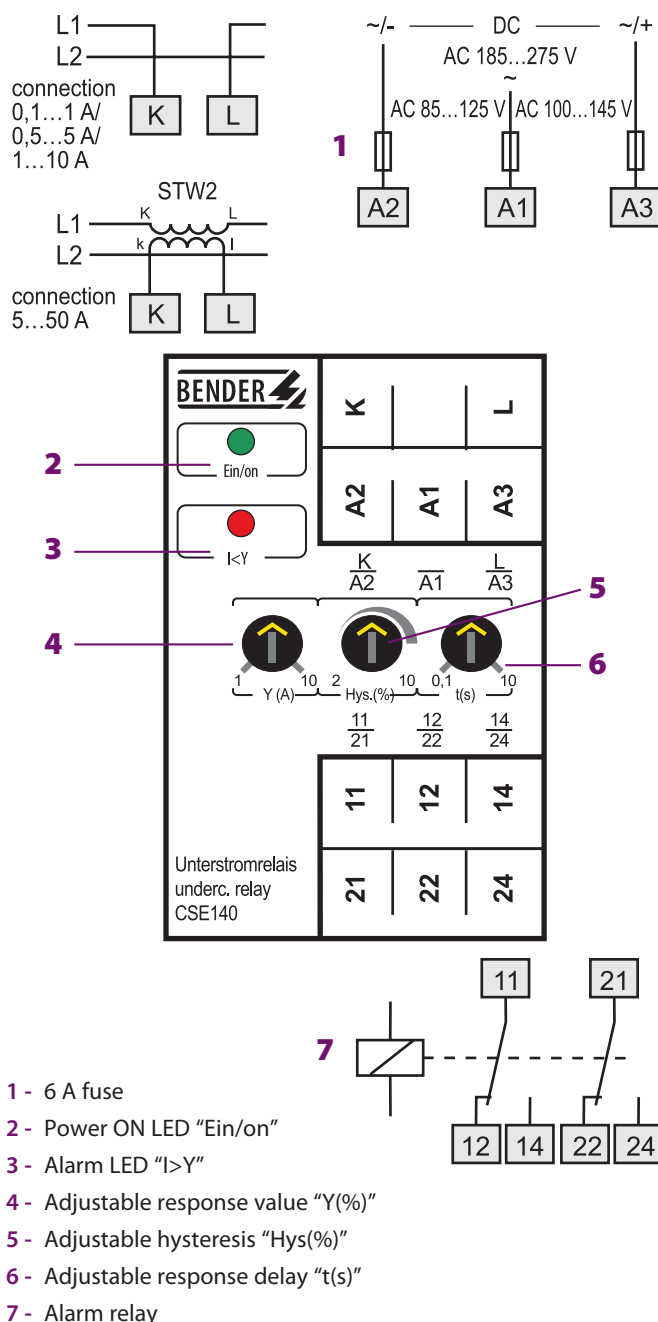 L1
L2
connection
0,1...1 A/
0,5...5 A/
1...10 A
K L
STW2
K L
L1
k l
L2
connection
5...50 A
K L
~/- DC ~/+
AC 185...275 V
~
AC 85...125 V AC 100...145 V
1
A2 A1 A3
BENDER
2
Ein/on
3
I<Y
K L
A2 A1 A3
K L
A2 A1 A3
5
4
6
1 10 2 10 0,1 10
Y (A) Hys.(%) t(s)
11 12 14
21 22 24
11 12 14
21 22 24
Unterstromrelais
underc. relay
CSE140
11 21
7
12 14 22 24
1 - 6 A fuse
2 - Power ON LED “Ein/on”
3 - Alarm LED “I>Y”
4 - Adjustable response value “Y(%)”
5 - Adjustable hysteresis “Hys(%)”
6 - Adjustable response delay “t(s)”
7 - Alarm relay